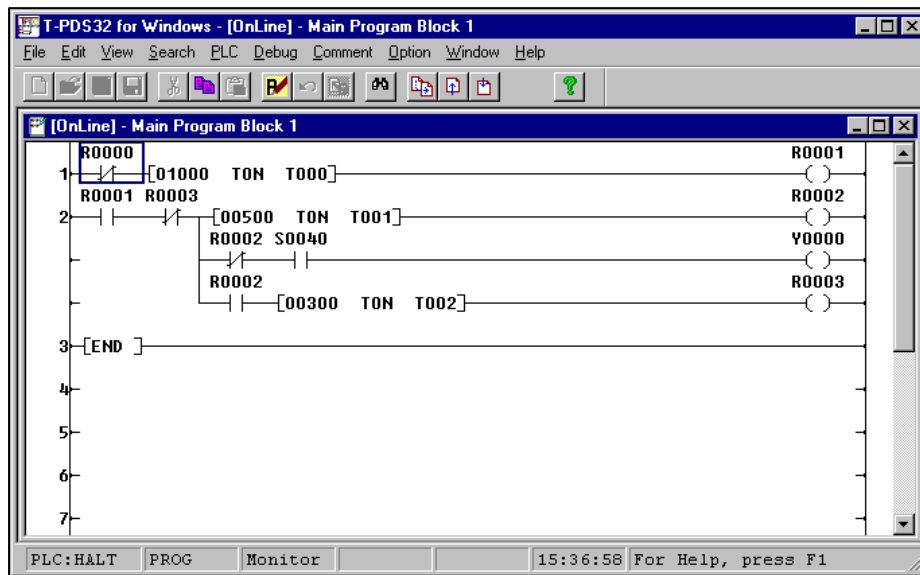 T-PDS32 for Windows - [OnLine] - Main Program Block 1
File Edit View Search PLC Debug Comment Option Window Help
[OnLine] - Main Program Block 1
R0000 R0001
1 [01000 TON T000] ( )
R0001 R0003 R0002
2 [00500 TON T001] ( )
R0002 S0040 Y0000
( )
R0002 R0003
[00300 TON T002] ( )
3 [END ]
4
5
6
7
PLC:HALT PROG Monitor 15:36:58 For Help, press F1